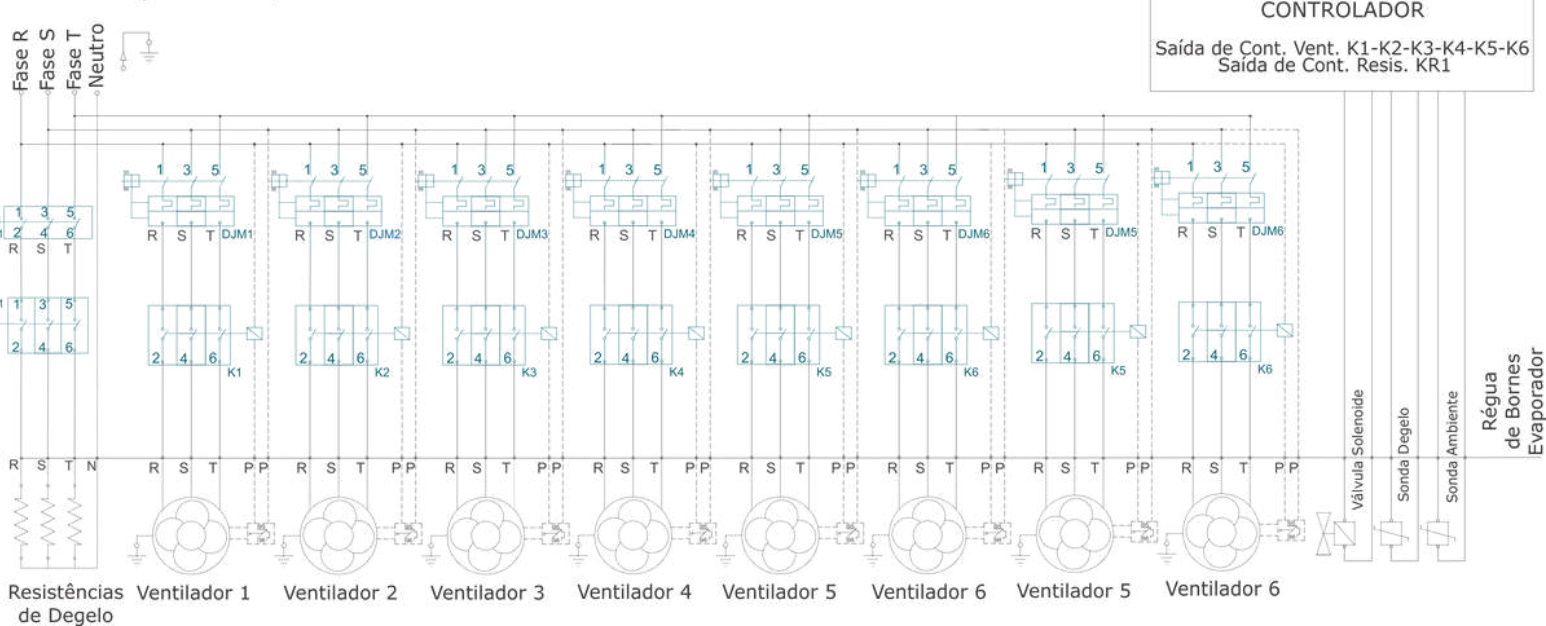 CONTROLADOR
Saída de Cont. Vent. K1-K2-K3-K4-K5-K6
Saída de Cont. Resis. KR1
Fase R
Fase S
Fase T
Neutro
1 3 5
2 4 6
R S T
1 3 5
2 4 6
1 3 5 1 3 5 1 3 5 1 3 5 1 3 5 1 3 5 1 3 5 1 3 5
R S T DJM1 R S T DJM2 R S T DJM3 R S T DJM4 R S T DJM5 R S T DJM6 R S T DJM5 R S T DJM6
2 4 6 2 4 6 2 4 6 2 4 6 2 4 6 2 4 6 2 4 6 2 4 6
K1 K2 K3 K4 K5 K6 K5 K6
R S T N R S T P P R S T P P R S T P P R S T P P R S T P P R S T P P R S T P P R S T P P
Válvula Solenoide
Sonda Degelo
Sonda Ambiente
Régua
de Bornes
Evaporador
Resistências
de Degelo
Ventilador 1 Ventilador 2 Ventilador 3 Ventilador 4 Ventilador 5 Ventilador 6 Ventilador 5 Ventilador 6